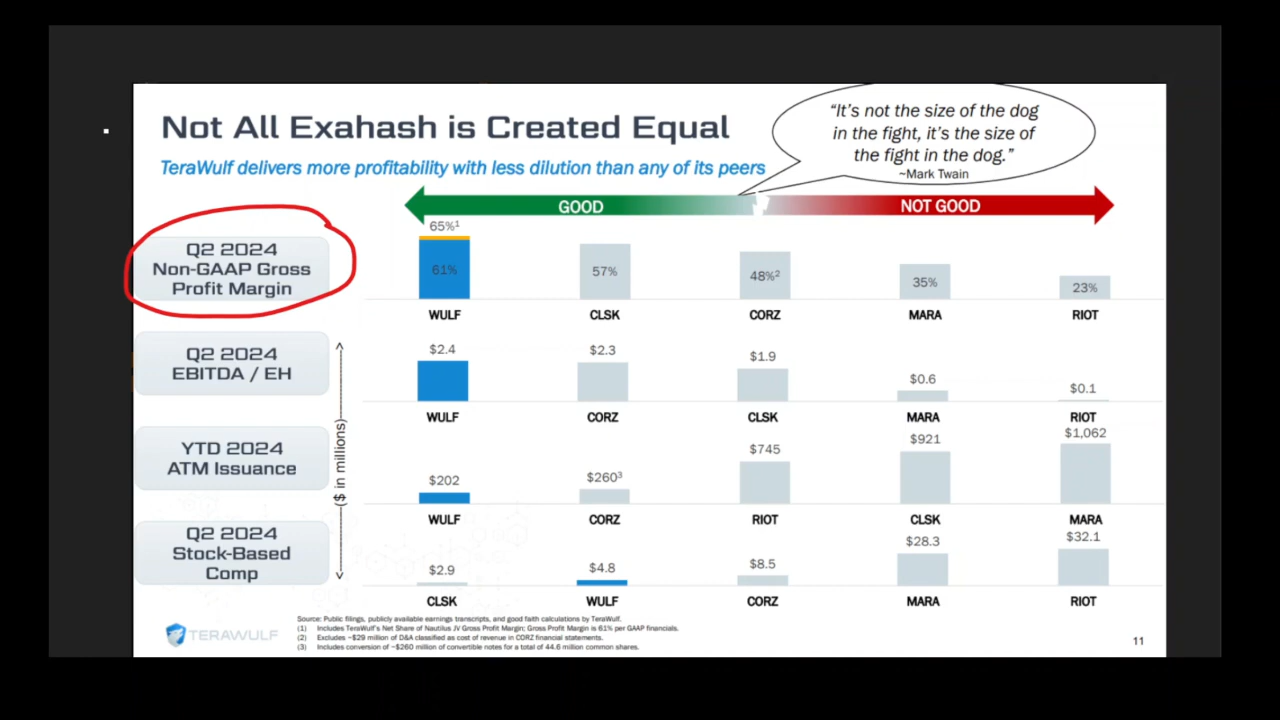 Not All Exahash is Created Equal
TeraWulf delivers more profitability with less dilution than any of its peers
“It’s not the size of the dog
in the fight, it’s the size of
the fight in the dog.”
~Mark Twain
GOOD
NOT GOOD
Q2 2024
Non-GAAP Gross
Profit Margin
65%¹
61%
57%
48%²
35%
23%
WULF
CLSK
CORZ
MARA
RIOT
Q2 2024
EBITDA / EH
$2.4
$2.3
$1.9
$0.6
$0.1
WULF
CORZ
CLSK
MARA
RIOT
YTD 2024
ATM Issuance
($ in millions)
$202
$260³
$745
$921
$1,062
WULF
CORZ
RIOT
CLSK
MARA
Q2 2024
Stock-Based
Comp
$2.9
$4.8
$8.5
$28.3
$32.1
CLSK
WULF
CORZ
MARA
RIOT
TERAWULF
Source: Public filings, publicly available earnings transcripts, and good faith calculations by TeraWulf.
(1) Includes TeraWulf’s Net Share of Nautilus JV Gross Profit Margin; Gross Profit Margin is 61% per GAAP financials.
(2) Excludes ~$29 million of D&A classified as cost of revenue in CORZ financial statements.
(3) Includes conversion of ~$260 million of convertible notes for a total of 44.6 million common shares.
11